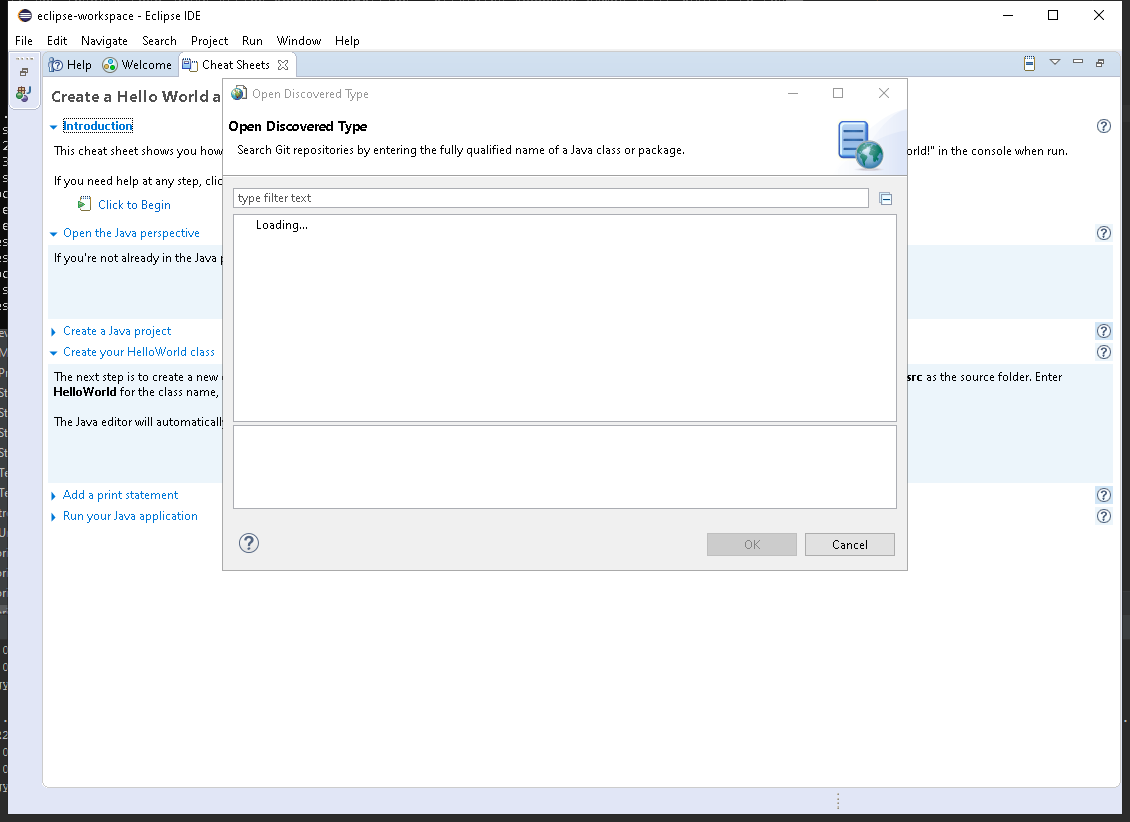 eclipse-workspace - Eclipse IDE
File Edit Navigate Search Project Run Window Help
Help Welcome Cheat Sheets
Create a Hello World a
Introduction
This cheat sheet shows you how
orld!" in the console when run.
If you need help at any step, clic
Click to Begin
Open the Java perspective
If you're not already in the Java p
Create a Java project
Create your HelloWorld class
The next step is to create a new
src as the source folder. Enter
HelloWorld for the class name,
The Java editor will automaticall
Add a print statement
Run your Java application
Open Discovered Type
Open Discovered Type
Search Git repositories by entering the fully qualified name of a Java class or package.
type filter text
Loading...
OK Cancel